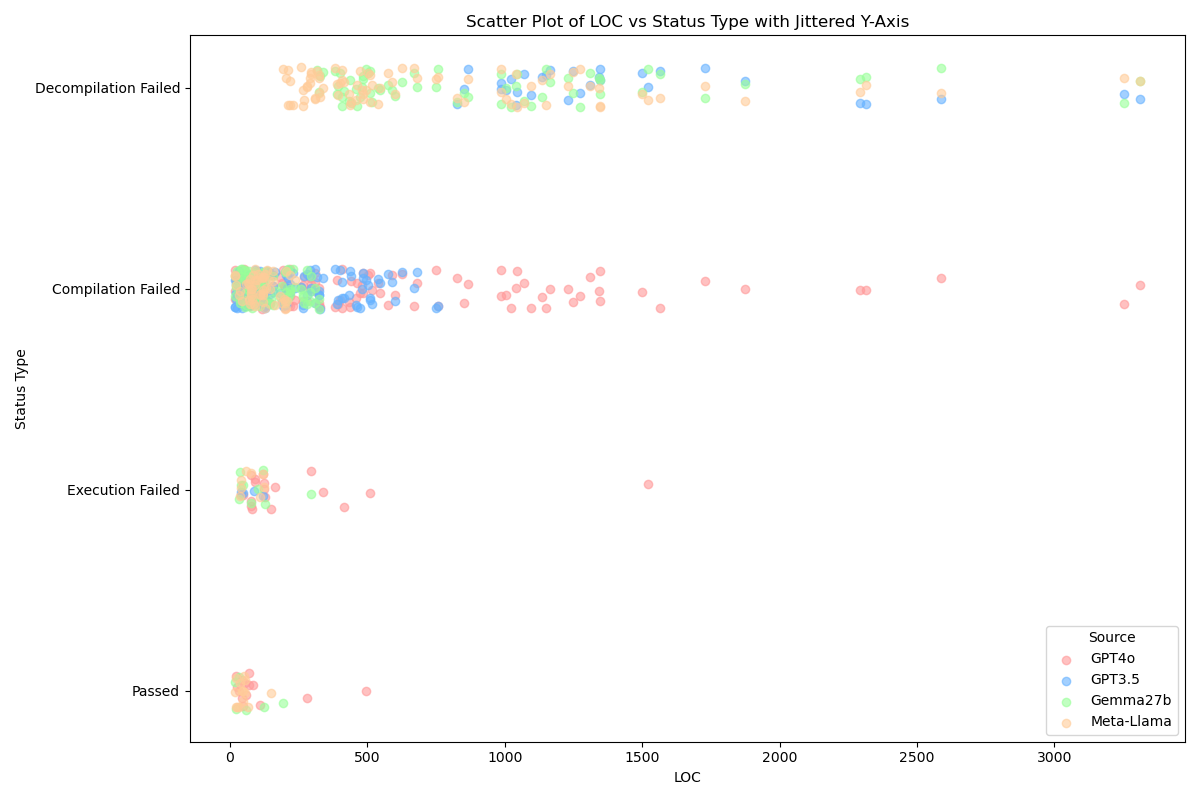 Scatter Plot of LOC vs Status Type with Jittered Y-Axis
Decompilation Failed
Compilation Failed
Execution Failed
Passed
Status Type
0
500
1000
1500
2000
2500
3000
LOC
Source
GPT4o
GPT3.5
Gemma27b
Meta-Llama